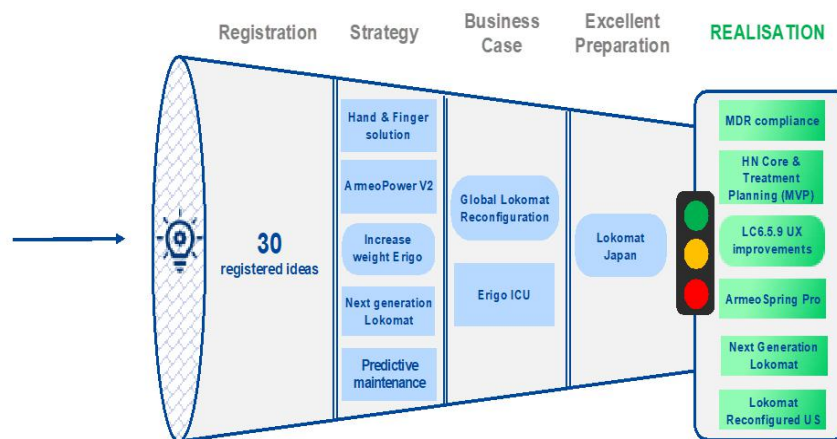 Registration
Strategy
Business
Case
Excellent
Preparation
REALISATION
30
registered ideas
Hand & Finger
solution
ArmeoPower V2
Increase
weight Erigo
Next generation
Lokomat
Predictive
maintenance
Global Lokomat
Reconfiguration
Erigo ICU
Lokomat
Japan
MDR compliance
HN Core &
Treatment
Planning (MVP)
LC6.5.9 UX
improvements
ArmeoSpring Pro
Next Generation
Lokomat
Lokomat
Reconfigured US